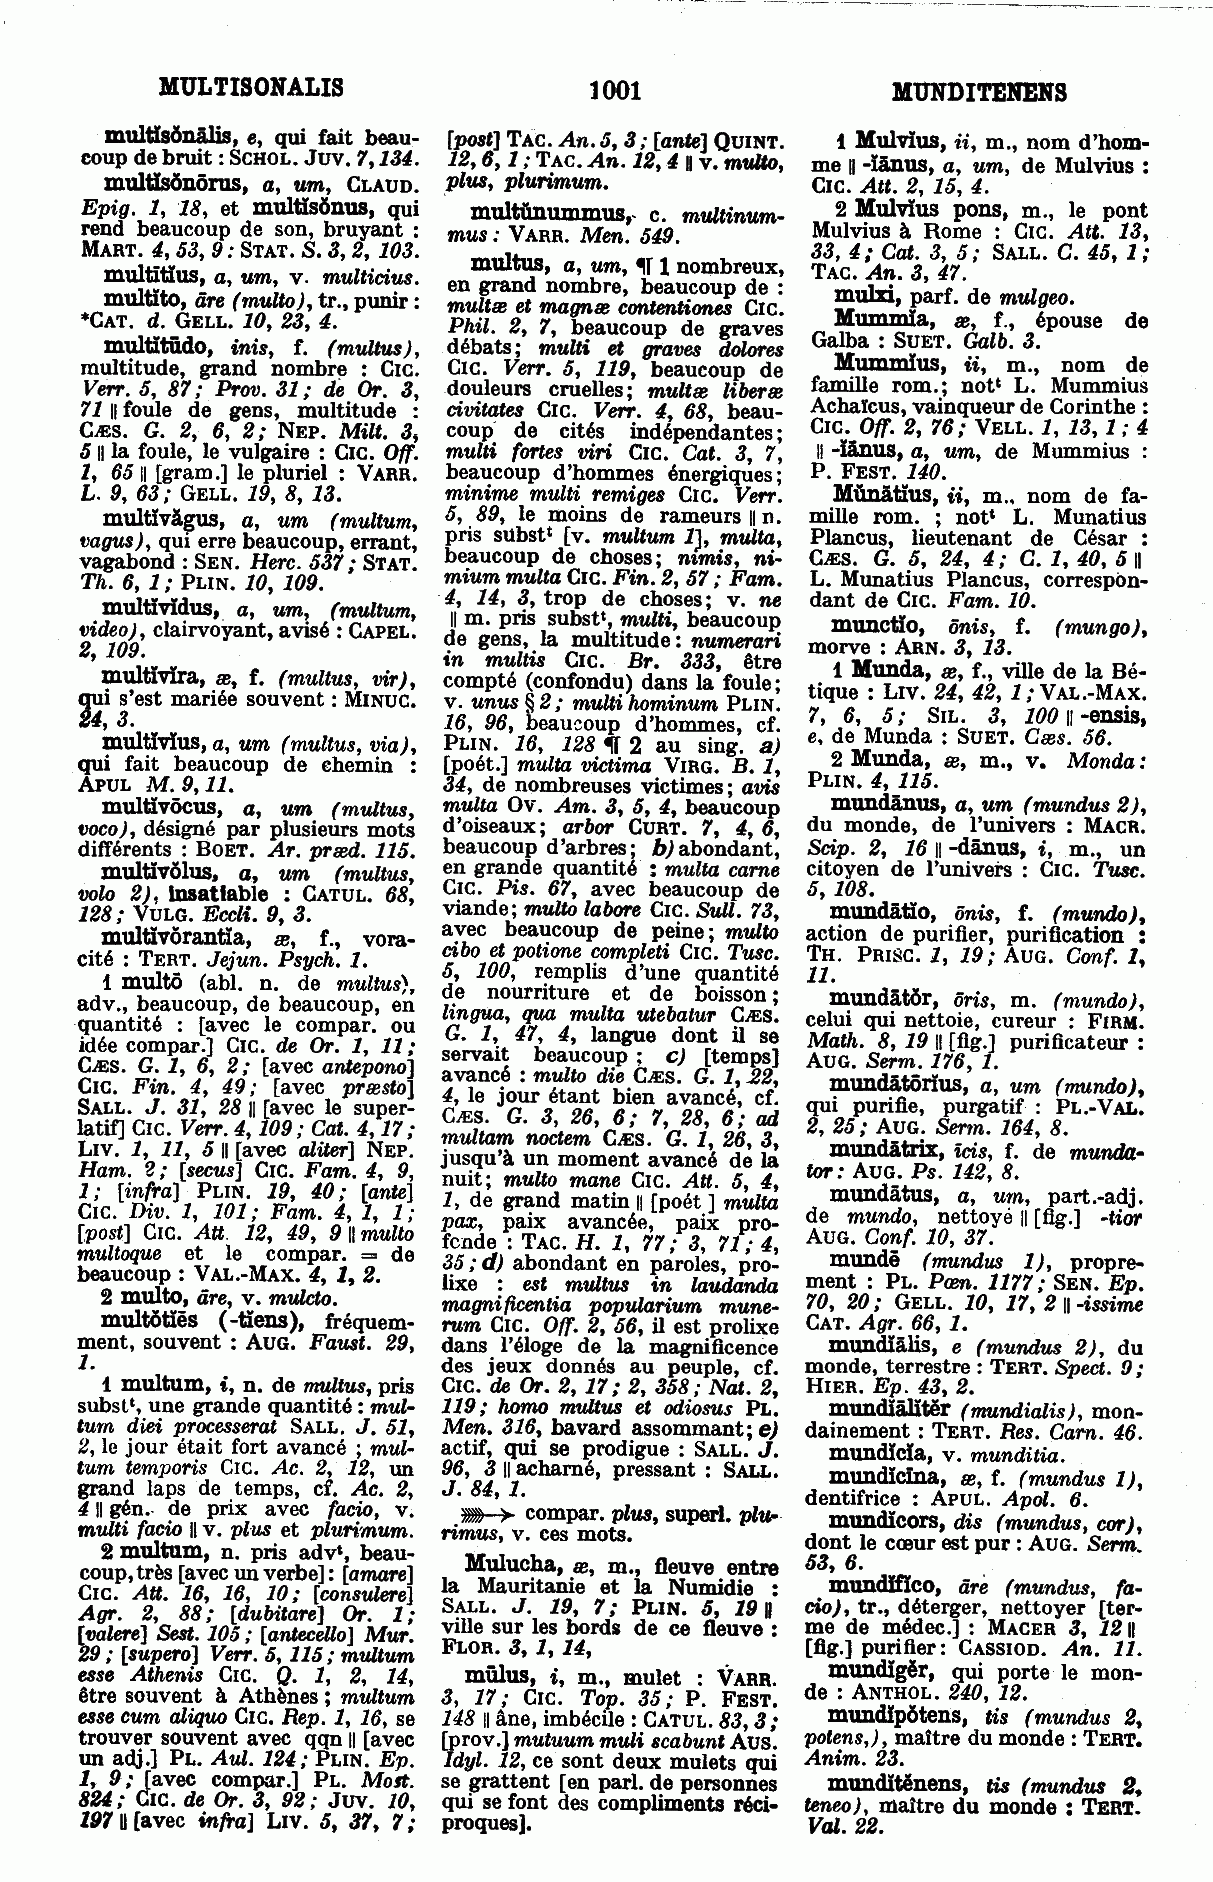 MULTISONALIS
1001
MUNDITENENS
multĭsŏnālis, e, qui fait beau-
coup de bruit : SCHOL. JUV. 7, 134.
multĭsŏnōrus, a, um, CLAUD.
Epig. 1, 18, et multĭsŏnus, qui
rend beaucoup de son, bruyant :
MART. 4, 53, 9 : STAT. S. 3, 2, 103.
multĭtĭus, a, um, v. multicius.
multĭto, āre (multo), tr., punir :
*CAT. d. GELL. 10, 23, 4.
multĭtūdo, inis, f. (multus),
multitude, grand nombre : CIC.
Verr. 5, 87 ; Prov. 31 ; de Or. 3,
71 || foule de gens, multitude :
CÆS. G. 2, 6, 2 ; NEP. Milt. 3,
5 || la foule, le vulgaire : CIC. Off.
1, 65 || [gram.] le pluriel : VARR.
L. 9, 63 ; GELL. 19, 8, 13.
multĭvăgus, a, um (multum,
vagus), qui erre beaucoup, errant,
vagabond : SEN. Herc. 537 ; STAT.
Th. 6, 1 ; PLIN. 10, 109.
multĭvĭdus, a, um, (multum,
video), clairvoyant, avisé : CAPEL.
2, 109.
multĭvĭra, æ, f. (multus, vir),
qui s'est mariée souvent : MINUC.
24, 3.
multĭvĭus, a, um (multus, via),
qui fait beaucoup de chemin :
APUL M. 9, 11.
multĭvŏcus, a, um (multus,
voco), désigné par plusieurs mots
différents : BOET. Ar. præd. 115.
multĭvŏlus, a, um (multus,
volo 2), insatiable : CATUL. 68,
128 ; VULG. Eccli. 9, 3.
multĭvŏrantĭa, æ, f., vora-
cité : TERT. Jejun. Psych. 1.
1 multō (abl. n. de multus),
adv., beaucoup, de beaucoup, en
quantité : [avec le compar. ou
idée compar.] CIC. de Or. 1, 11 ;
CÆS. G. 1, 6, 2 ; [avec antepono]
CIC. Fin. 4, 49 ; [avec præsto]
SALL. J. 31, 28 || [avec le super-
latif] CIC. Verr. 4, 109 ; Cat. 4, 17 ;
LIV. 1, 11, 5 || [avec aliter] NEP.
Ham. 2 ; [secus] CIC. Fam. 4, 9,
1 ; [infra] PLIN. 19, 40 ; [ante]
CIC. Div. 1, 101 ; Fam. 4, 1, 1 ;
[post] CIC. Att. 12, 49, 9 || multo
multoque et le compar. = de
beaucoup : VAL.-MAX. 4, 1, 2.
2 multo, āre, v. mulcto.
multŏtĭēs (-tĭens), fréquem-
ment, souvent : AUG. Faust. 29,
1.
1 multum, i, n. de multus, pris
substᵗ, une grande quantité : mul-
tum diei processerat SALL. J. 51,
2, le jour était fort avancé ; mul-
tum temporis CIC. Ac. 2, 12, un
grand laps de temps, cf. Ac. 2,
4 || gén. de prix avec facio, v.
multi facio || v. plus et plurimum.
2 multum, n. pris advᵗ, beau-
coup, très [avec un verbe] : [amare]
CIC. Att. 16, 16, 10 ; [consulere]
Agr. 2, 88 ; [dubitare] Or. 1 ;
[valere] Sest. 105 ; [antecello] Mur.
29 ; [supero] Verr. 5, 115 ; multum
esse Athenis CIC. Q. 1, 2, 14,
être souvent à Athènes ; multum
esse cum aliquo CIC. Rep. 1, 16, se
trouver souvent avec qqn || [avec
un adj.] PL. Aul. 124 ; PLIN. Ep.
1, 9 ; [avec compar.] PL. Most.
824 ; CIC. de Or. 3, 92 ; JUV. 10,
197 || [avec infra] LIV. 5, 37, 7 ;
[post] TAC. An. 5, 3 ; [ante] QUINT.
12, 6, 1 ; TAC. An. 12, 4 || v. multo,
plus, plurimum.
multŭnummus, c. multinum-
mus : VARR. Men. 549.
multus, a, um, ¶ 1 nombreux,
en grand nombre, beaucoup de :
multæ et magnæ contentiones CIC.
Phil. 2, 7, beaucoup de graves
débats ; multi et graves dolores
CIC. Verr. 5, 119, beaucoup de
douleurs cruelles ; multæ liberæ
civitates CIC. Verr. 4, 68, beau-
coup de cités indépendantes ;
multi fortes viri CIC. Cat. 3, 7,
beaucoup d'hommes énergiques ;
minime multi remiges CIC. Verr.
5, 89, le moins de rameurs || n.
pris substᵗ [v. multum 1], multa,
beaucoup de choses ; nimis, ni-
mium multa CIC. Fin. 2, 57 ; Fam.
4, 14, 3, trop de choses ; v. ne
|| m. pris substᵗ, multi, beaucoup
de gens, la multitude : numerari
in multis CIC. Br. 333, être
compté (confondu) dans la foule ;
v. unus § 2 ; multi hominum PLIN.
16, 96, beaucoup d'hommes, cf.
PLIN. 16, 128 ¶ 2 au sing. a)
[poét.] multa victima VIRG. B. 1,
34, de nombreuses victimes ; avis
multa OV. Am. 3, 5, 4, beaucoup
d'oiseaux ; arbor CURT. 7, 4, 6,
beaucoup d'arbres ; b) abondant,
en grande quantité : multa carne
CIC. Pis. 67, avec beaucoup de
viande ; multo labore CIC. Sull. 73,
avec beaucoup de peine ; multo
cibo et potione completi CIC. Tusc.
5, 100, remplis d'une quantité
de nourriture et de boisson ;
lingua, qua multa utebatur CÆS.
G. 1, 47, 4, langue dont il se
servait beaucoup ; c) [temps]
avancé : multo die CÆS. G. 1, 22,
4, le jour étant bien avancé, cf.
CÆS. G. 3, 26, 6 ; 7, 28, 6 ; ad
multam noctem CÆS. G. 1, 26, 3,
jusqu'à un moment avancé de la
nuit ; multo mane CIC. Att. 5, 4,
1, de grand matin || [poét ] multa
pax, paix avancée, paix pro-
fonde : TAC. H. 1, 77 ; 3, 71 ; 4,
35 ; d) abondant en paroles, pro-
lixe : est multus in laudanda
magnificentia popularium mune-
rum CIC. Off. 2, 56, il est prolixe
dans l'éloge de la magnificence
des jeux donnés au peuple, cf.
CIC. de Or. 2, 17 ; 2, 358 ; Nat. 2,
119 ; homo multus et odiosus PL.
Men. 316, bavard assommant ; e)
actif, qui se prodigue : SALL. J.
96, 3 || acharné, pressant : SALL.
J. 84, 1.
»»»→ compar. plus, superl. plu-
rimus, v. ces mots.
Mulucha, æ, m., fleuve entre
la Mauritanie et la Numidie :
SALL. J. 19, 7 ; PLIN. 5, 19 ||
ville sur les bords de ce fleuve :
FLOR. 3, 1, 14,
mūlus, i, m., mulet : VARR.
3, 17 ; CIC. Top. 35 ; P. FEST.
148 || âne, imbécile : CATUL. 83, 3 ;
[prov.] mutuum muli scabunt AUS.
Idyl. 12, ce sont deux mulets qui
se grattent [en parl. de personnes
qui se font des compliments réci-
proques].
1 Mulvĭus, ii, m., nom d'hom-
me || -ĭānus, a, um, de Mulvius :
CIC. Att. 2, 15, 4.
2 Mulvĭus pons, m., le pont
Mulvius à Rome : CIC. Att. 13,
33, 4 ; Cat. 3, 5 ; SALL. C. 45, 1 ;
TAC. An. 3, 47.
mulxi, parf. de mulgeo.
Mummĭa, æ, f., épouse de
Galba : SUET. Galb. 3.
Mummĭus, ii, m., nom de
famille rom. ; notᵗ L. Mummius
Achaïcus, vainqueur de Corinthe :
CIC. Off. 2, 76 ; VELL. 1, 13, 1 ; 4
|| -ĭānus, a, um, de Mummius :
P. FEST. 140.
Mūnātĭus, ii, m., nom de fa-
mille rom. ; notᵗ L. Munatius
Plancus, lieutenant de César :
CÆS. G. 5, 24, 4 ; C. 1, 40, 5 ||
L. Munatius Plancus, correspon-
dant de CIC. Fam. 10.
munctĭo, ōnis, f. (mungo),
morve : ARN. 3, 13.
1 Munda, æ, f., ville de la Bé-
tique : LIV. 24, 42, 1 ; VAL.-MAX.
7, 6, 5 ; SIL. 3, 100 || -ensis,
e, de Munda : SUET. Cæs. 56.
2 Munda, æ, m., v. Monda :
PLIN. 4, 115.
mundānus, a, um (mundus 2),
du monde, de l'univers : MACR.
Scip. 2, 16 || -dānus, i, m., un
citoyen de l'univers : CIC. Tusc.
5, 108.
mundātĭo, ōnis, f. (mundo),
action de purifier, purification :
TH. PRISC. 1, 19 ; AUG. Conf. 1,
11.
mundātŏr, ōris, m. (mundo),
celui qui nettoie, cureur : FIRM.
Math. 8, 19 || [fig.] purificateur :
AUG. Serm. 176, 1.
mundātōrĭus, a, um (mundo),
qui purifie, purgatif : PL.-VAL.
2, 25 ; AUG. Serm. 164, 8.
mundātrix, īcis, f. de munda-
tor : AUG. Ps. 142, 8.
mundātus, a, um, part.-adj.
de mundo, nettoyé || [fig.] -tior
AUG. Conf. 10, 37.
mundē (mundus 1), propre-
ment : PL. Pœn. 1177 ; SEN. Ep.
70, 20 ; GELL. 10, 17, 2 || -issime
CAT. Agr. 66, 1.
mundĭālis, e (mundus 2), du
monde, terrestre : TERT. Spect. 9 ;
HIER. Ep. 43, 2.
mundĭālĭtĕr (mundialis), mon-
dainement : TERT. Res. Carn. 46.
mundĭcĭa, v. munditia.
mundĭcīna, æ, f. (mundus 1),
dentifrice : APUL. Apol. 6.
mundĭcors, dis (mundus, cor),
dont le cœur est pur : AUG. Serm.
53, 6.
mundĭfĭco, āre (mundus, fa-
cio), tr., déterger, nettoyer [ter-
me de médec.] : MACER 3, 12 ||
[fig.] purifier : CASSIOD. An. 11.
mundĭgĕr, qui porte le mon-
de : ANTHOL. 240, 12.
mundĭpŏtens, tis (mundus 2,
potens,), maître du monde : TERT.
Anim. 23.
mundĭtĕnens, tis (mundus 2,
teneo), maître du monde : TERT.
Val. 22.